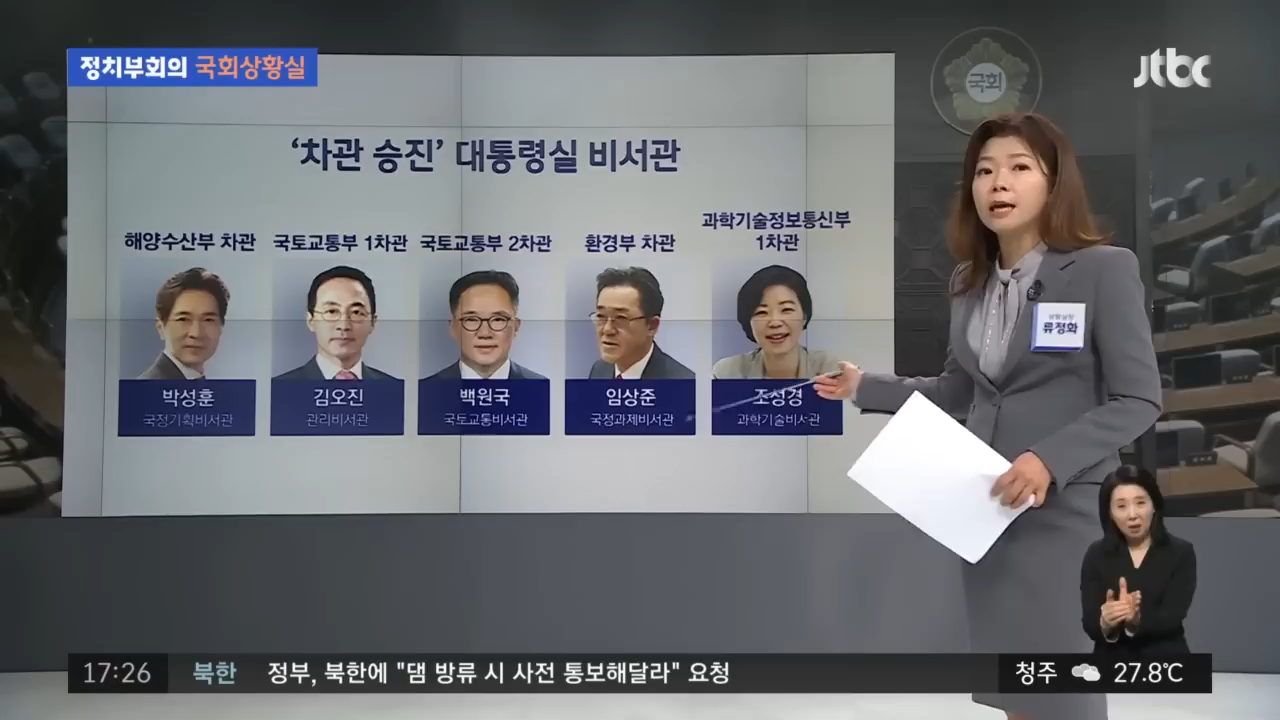 정치부회의 국회상황실
jtbc
국회
‘차관 승진’ 대통령실 비서관
해양수산부 차관
박성훈
국정기획비서관
국토교통부 1차관
김오진
관리비서관
국토교통부 2차관
백원국
국토교통비서관
환경부 차관
임상준
국정과제비서관
과학기술정보통신부
1차관
조성경
과학기술비서관
류정화
17:26 북한 정부, 북한에 "댐 방류 시 사전 통보해달라" 요청
청주 27.8℃